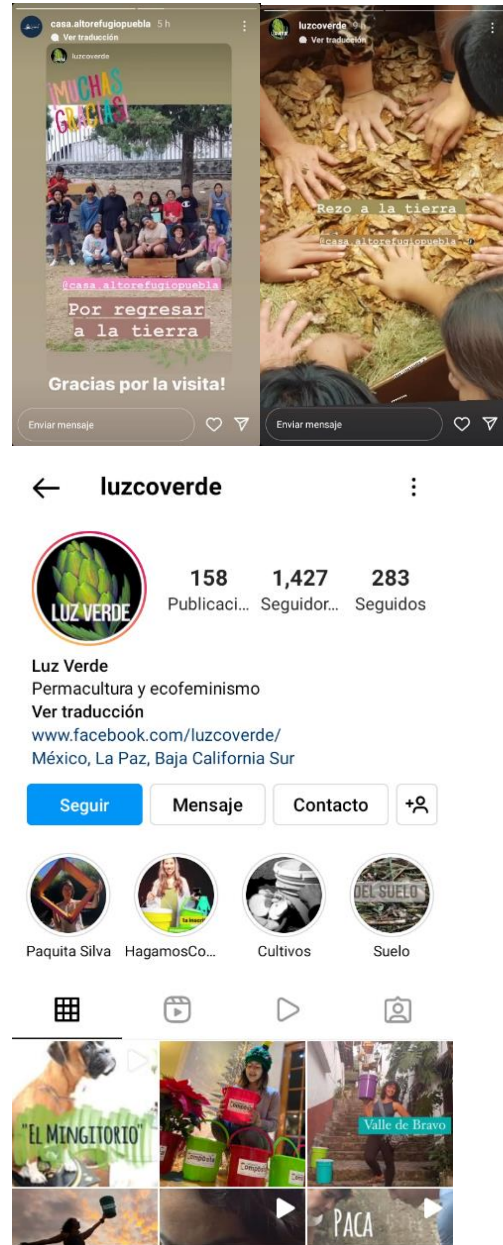 casa.altorefugiopuebla 5 h
Ver traducción
luzcoverde
¡MUCHAS
GRACIAS!
@casa.altorefugiopuebla
Por regresar
a la tierra
Gracias por la visita!
Enviar mensaje
luzcoverde 9 h
Ver traducción
Rezo a la tierra
@casa.altorefugiopuebla
Enviar mensaje
luzcoverde
158
Publicaci...
1,427
Seguidor...
283
Seguidos
LUZ VERDE
Luz Verde
Permacultura y ecofeminismo
Ver traducción
www.facebook.com/luzcoverde/
México, La Paz, Baja California Sur
Seguir
Mensaje
Contacto
DEL SUELO
Paquita Silva
HagamosCo...
Cultivos
Suelo
"EL MINGITORIO"
Composta
Valle de Bravo
PACA